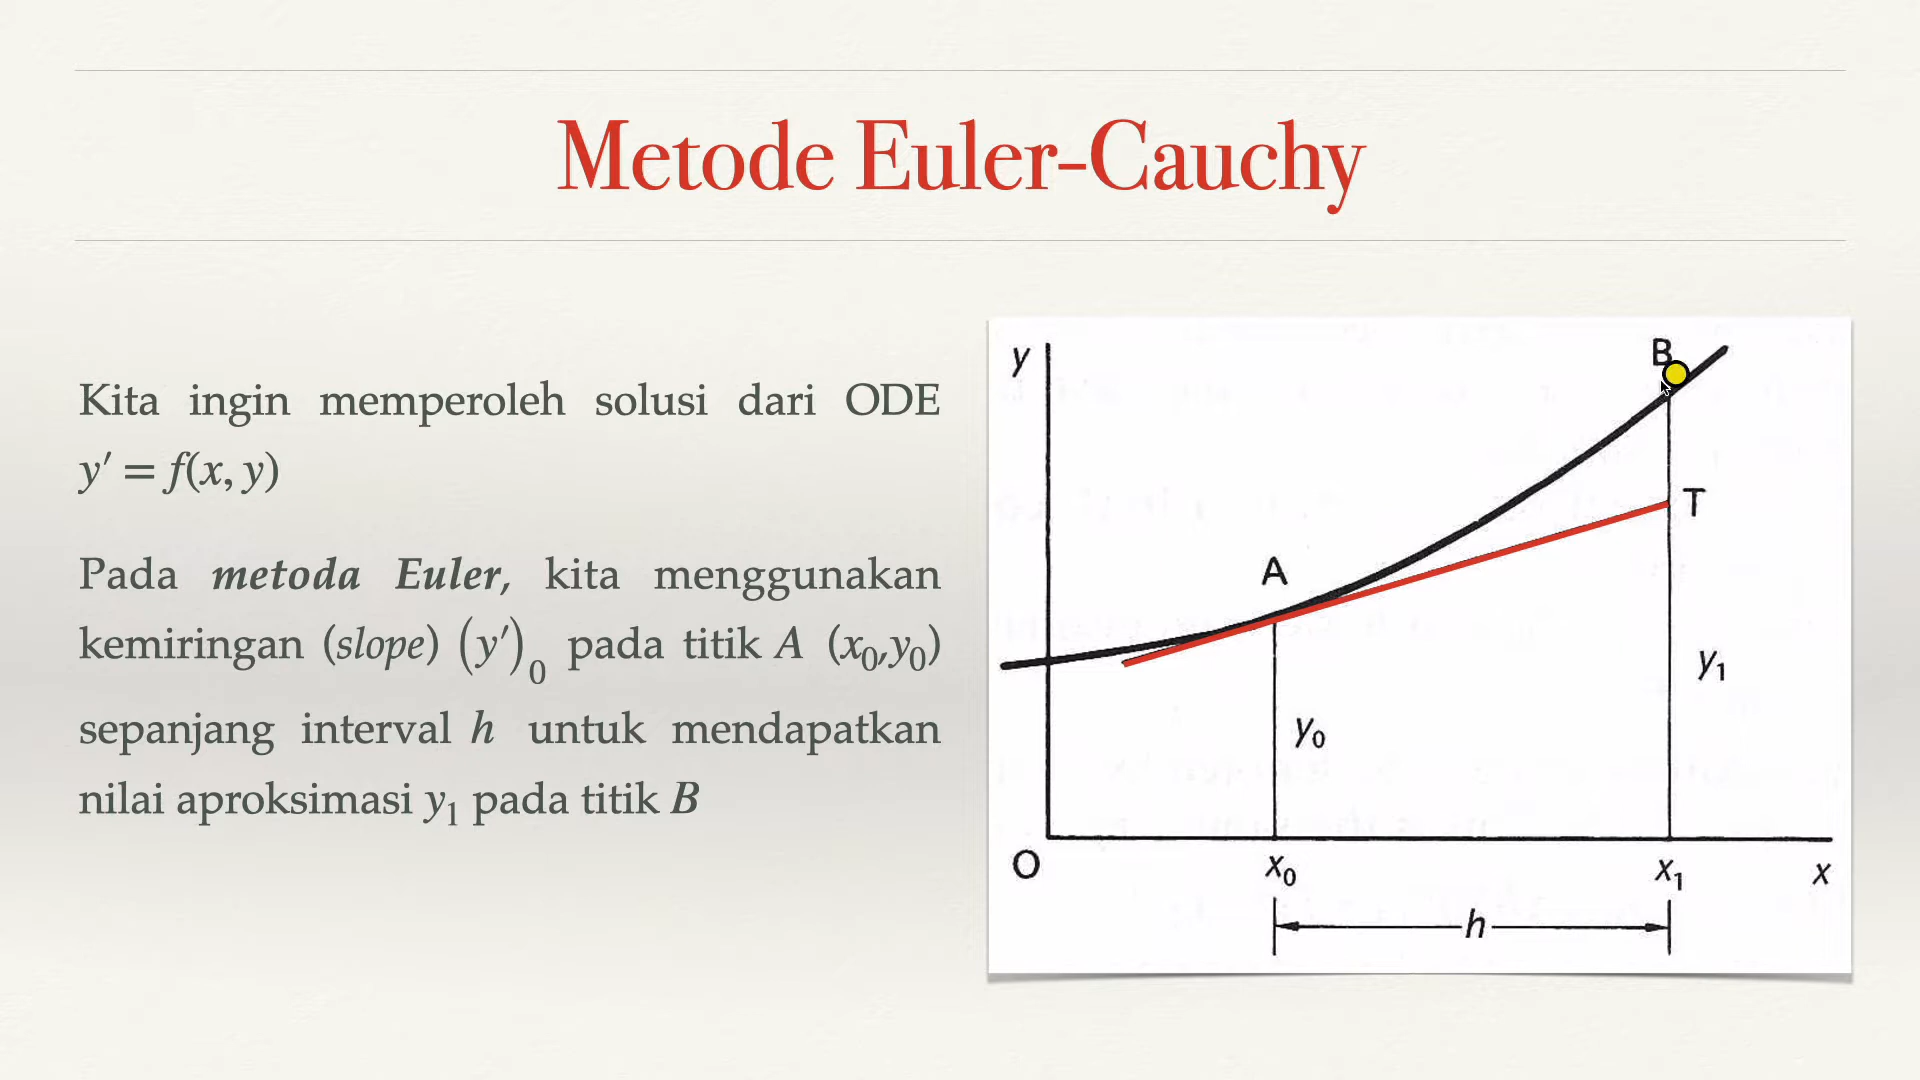 Metode Euler-Cauchy
Kita ingin memperoleh solusi dari ODE
y′ = f(x, y)
Pada metoda Euler, kita menggunakan
kemiringan (slope) (y′)₀ pada titik A (x₀,y₀)
sepanjang interval h untuk mendapatkan
nilai aproksimasi y₁ pada titik B
y
B
T
A
y₁
y₀
O
x₀
x₁
x
h